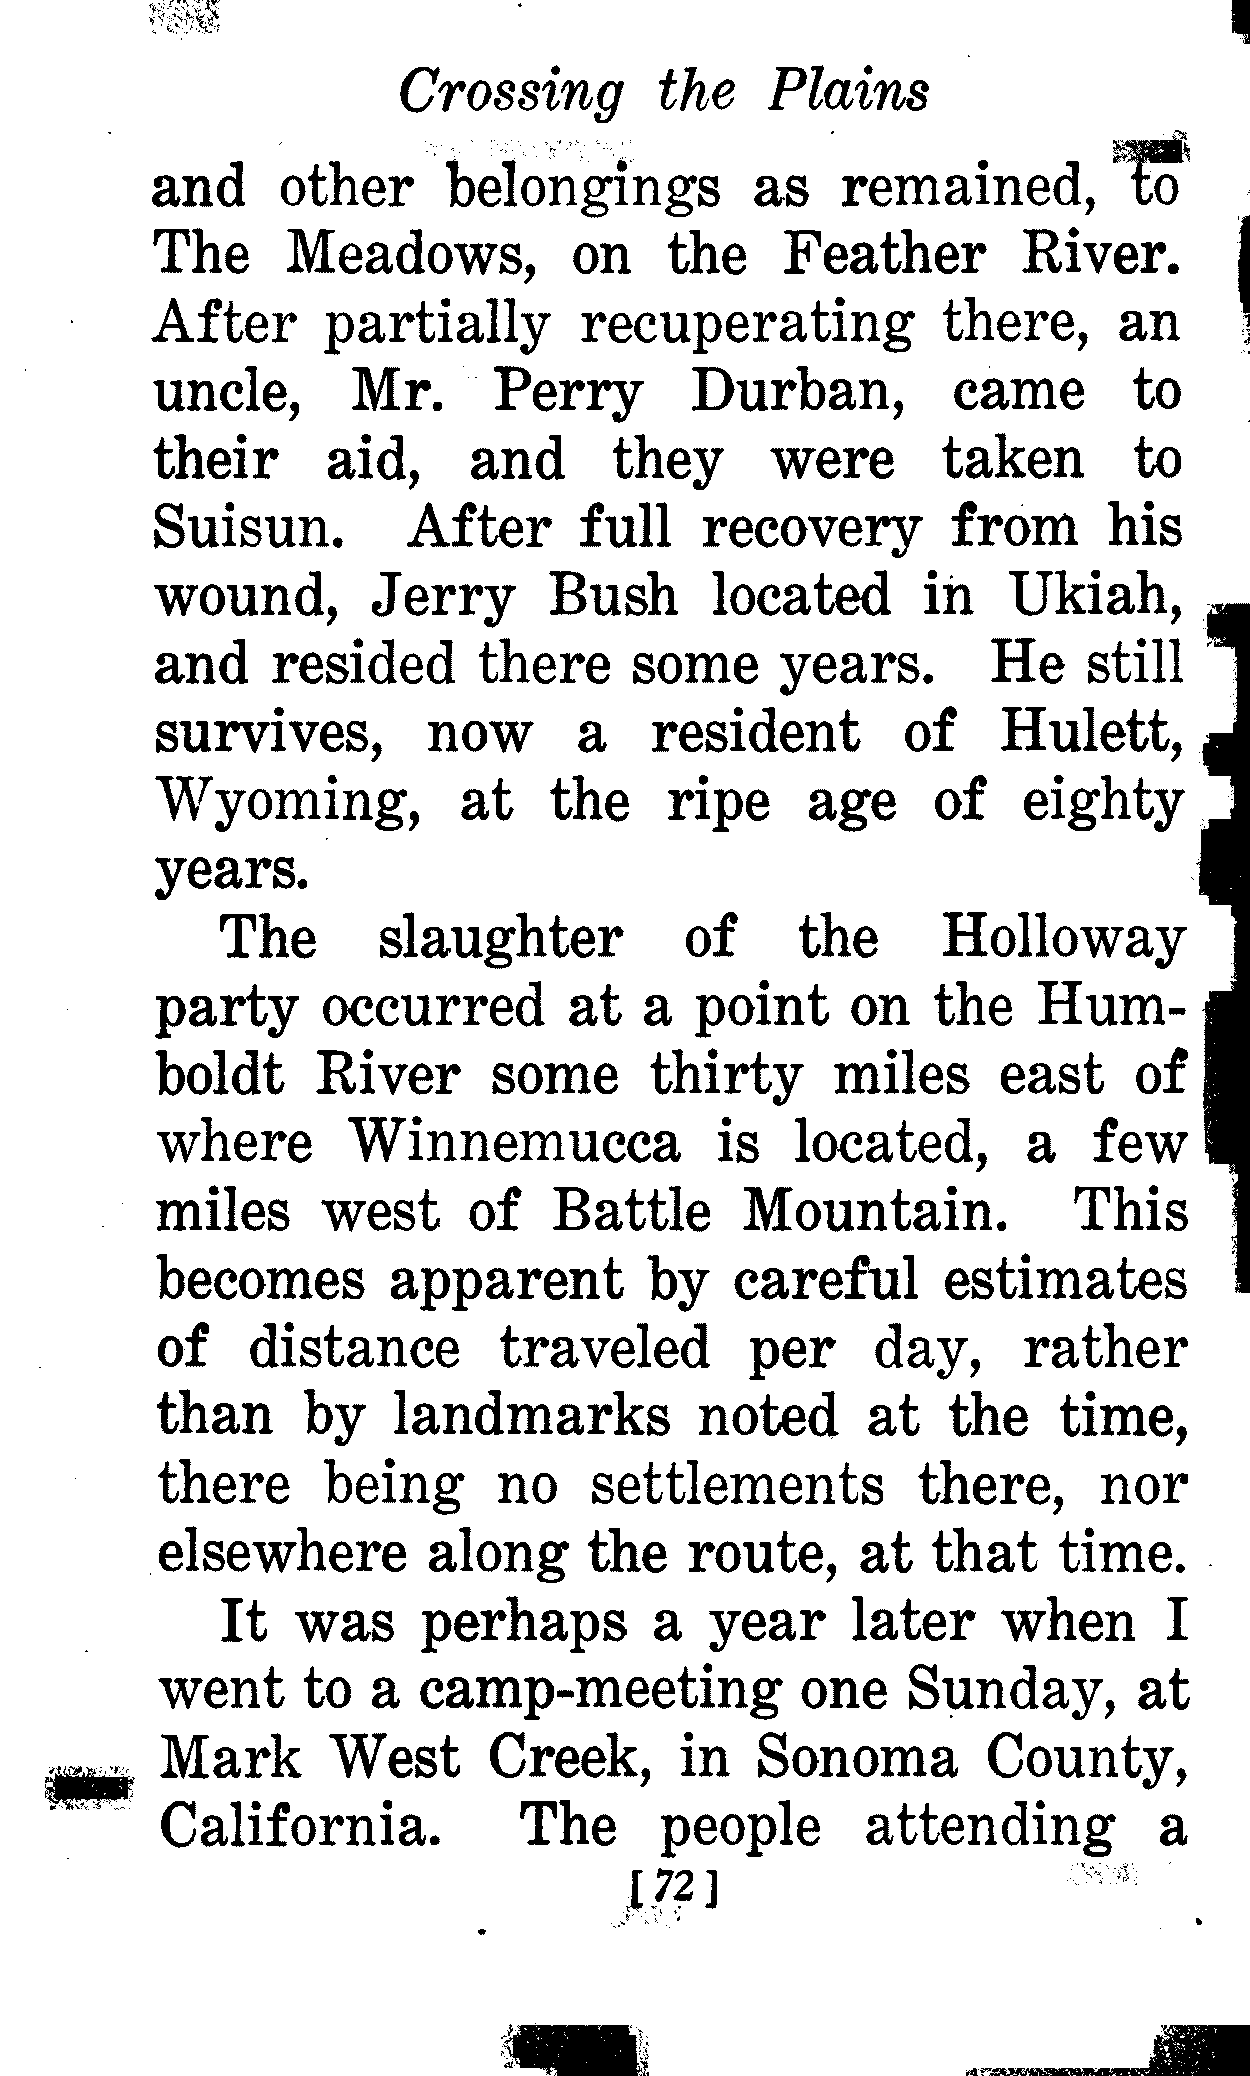 Crossing the Plains
and other belongings as remained, to
The Meadows, on the Feather River.
After partially recuperating there, an
uncle, Mr. Perry Durban, came to
their aid, and they were taken to
Suisun. After full recovery from his
wound, Jerry Bush located in Ukiah,
and resided there some years. He still
survives, now a resident of Hulett,
Wyoming, at the ripe age of eighty
years.
The slaughter of the Holloway
party occurred at a point on the Hum-
boldt River some thirty miles east of
where Winnemucca is located, a few
miles west of Battle Mountain. This
becomes apparent by careful estimates
of distance traveled per day, rather
than by landmarks noted at the time,
there being no settlements there, nor
elsewhere along the route, at that time.
It was perhaps a year later when I
went to a camp-meeting one Sunday, at
Mark West Creek, in Sonoma County,
California. The people attending a
[72]